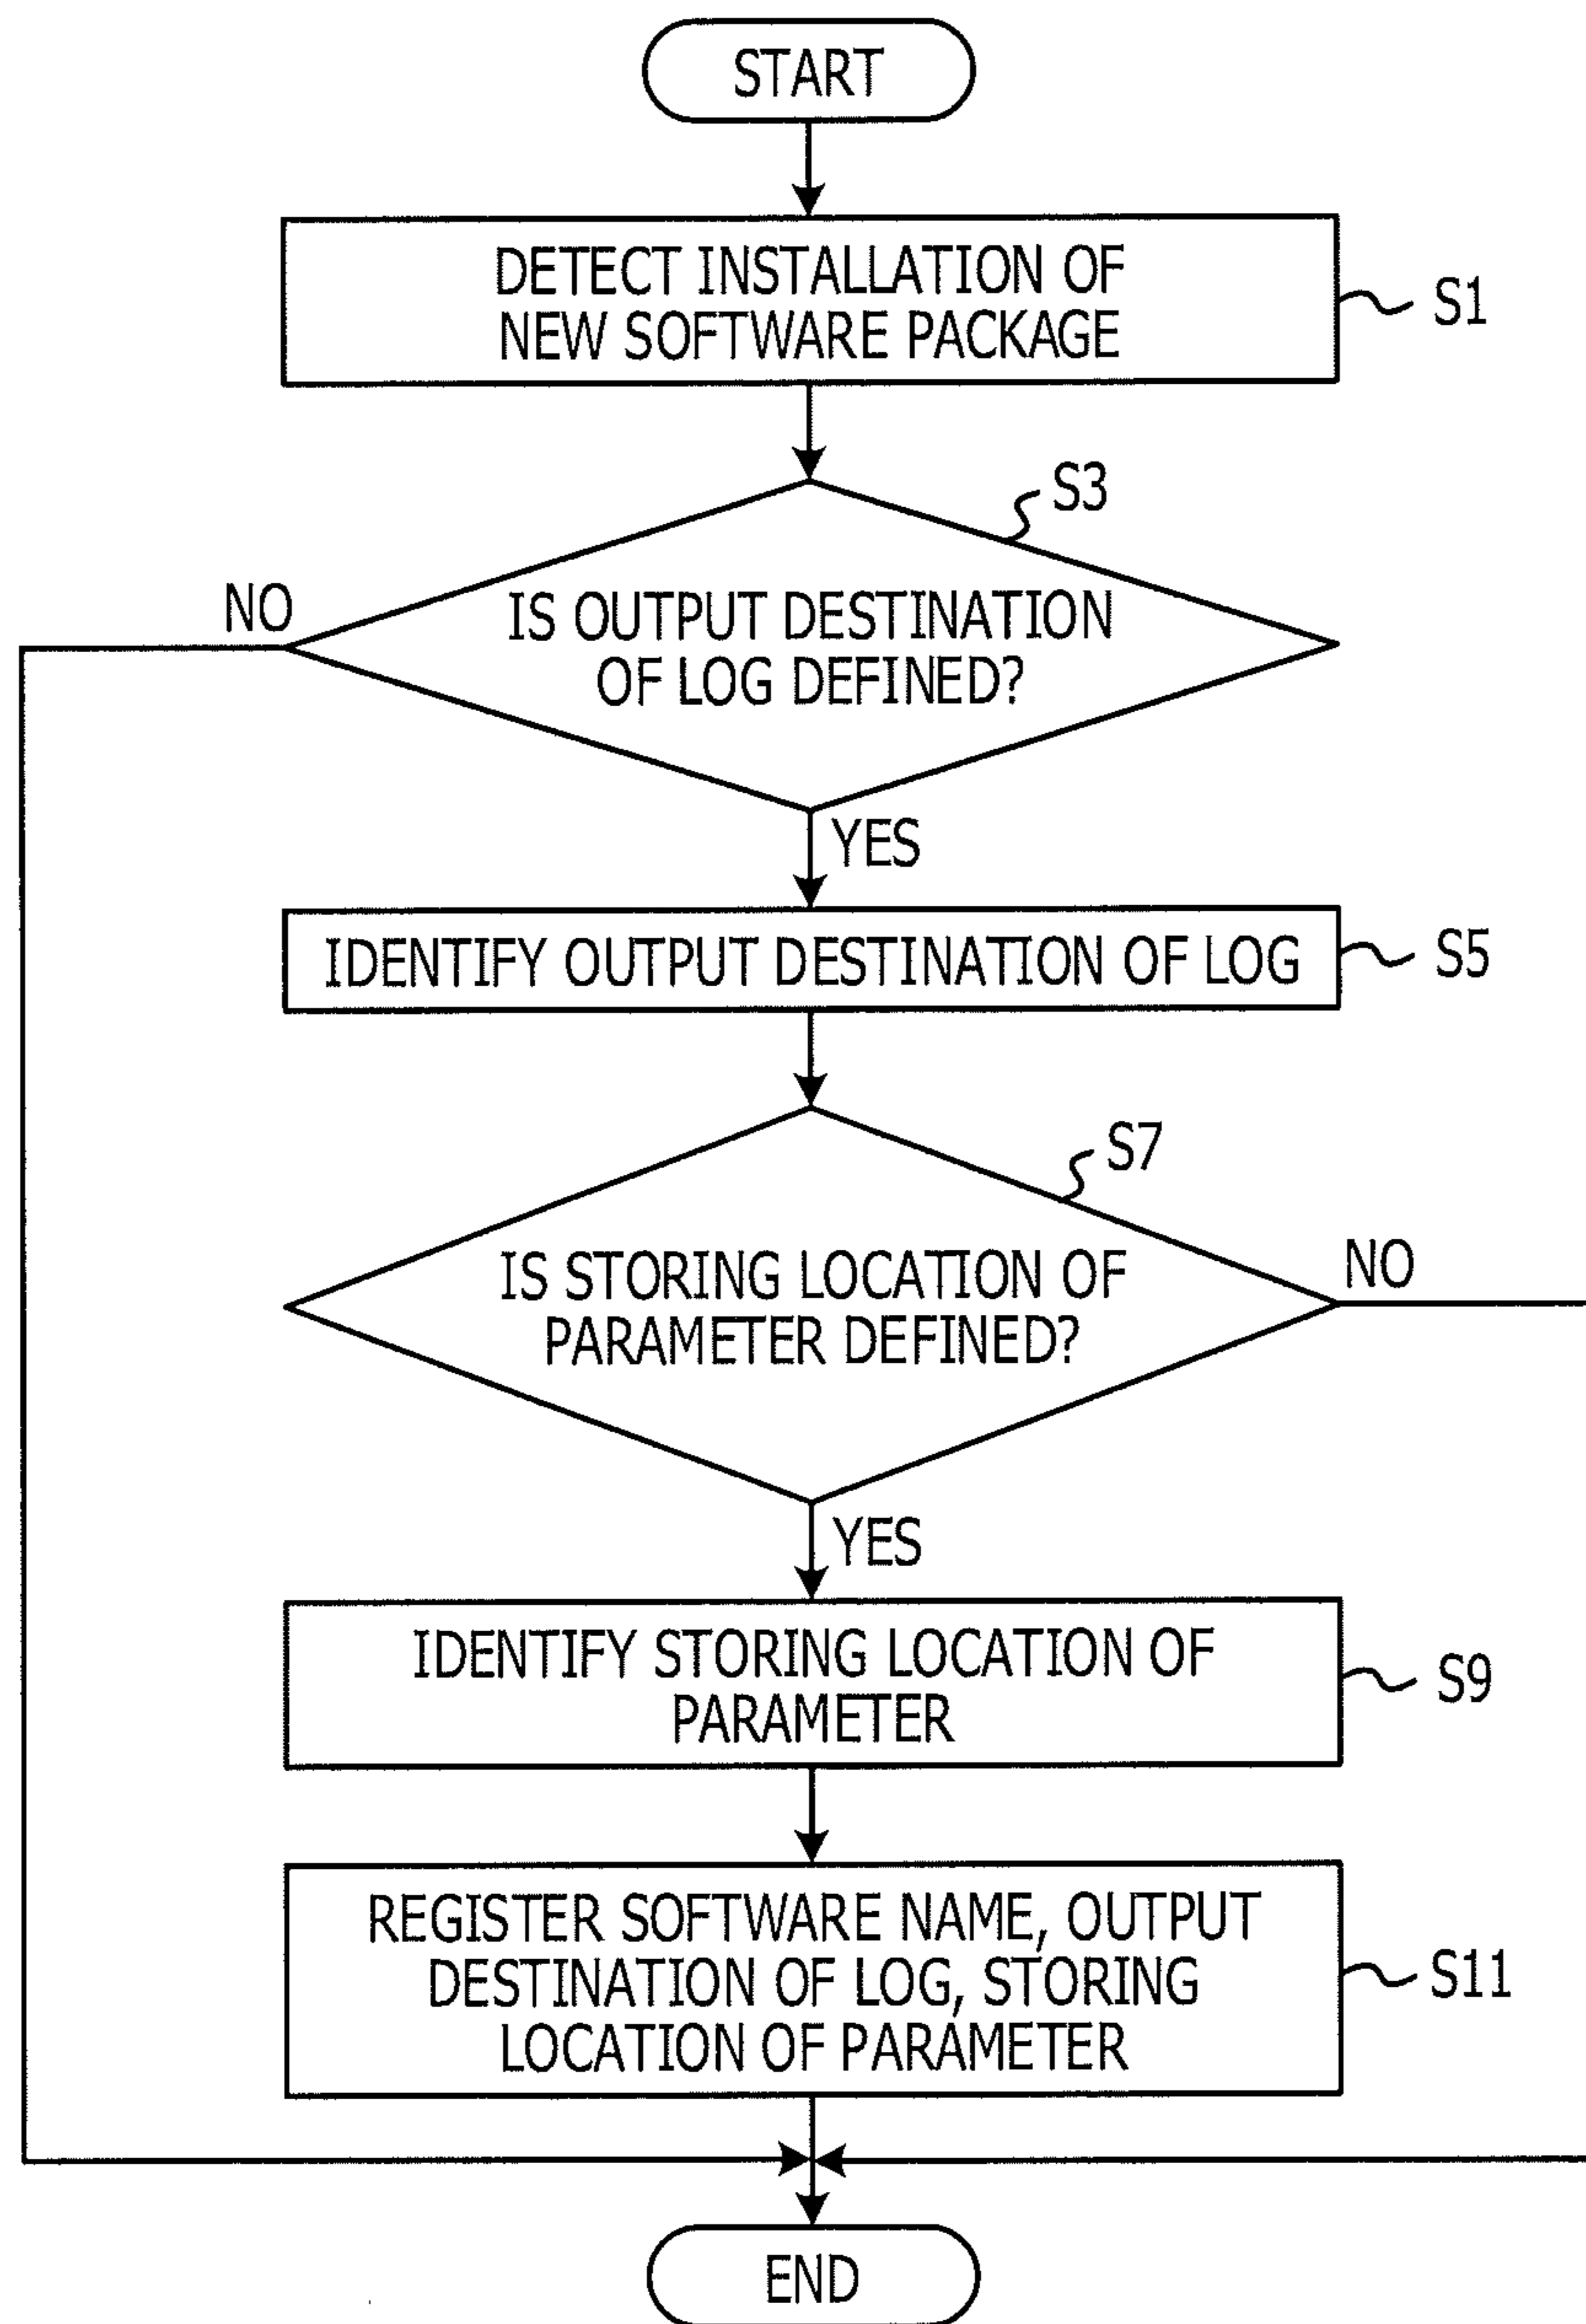 START
DETECT INSTALLATION OF
NEW SOFTWARE PACKAGE
S1
S3
NO
IS OUTPUT DESTINATION
OF LOG DEFINED?
YES
IDENTIFY OUTPUT DESTINATION OF LOG
S5
S7
IS STORING LOCATION OF
PARAMETER DEFINED?
NO
YES
IDENTIFY STORING LOCATION OF
PARAMETER
S9
REGISTER SOFTWARE NAME, OUTPUT
DESTINATION OF LOG, STORING
LOCATION OF PARAMETER
S11
END